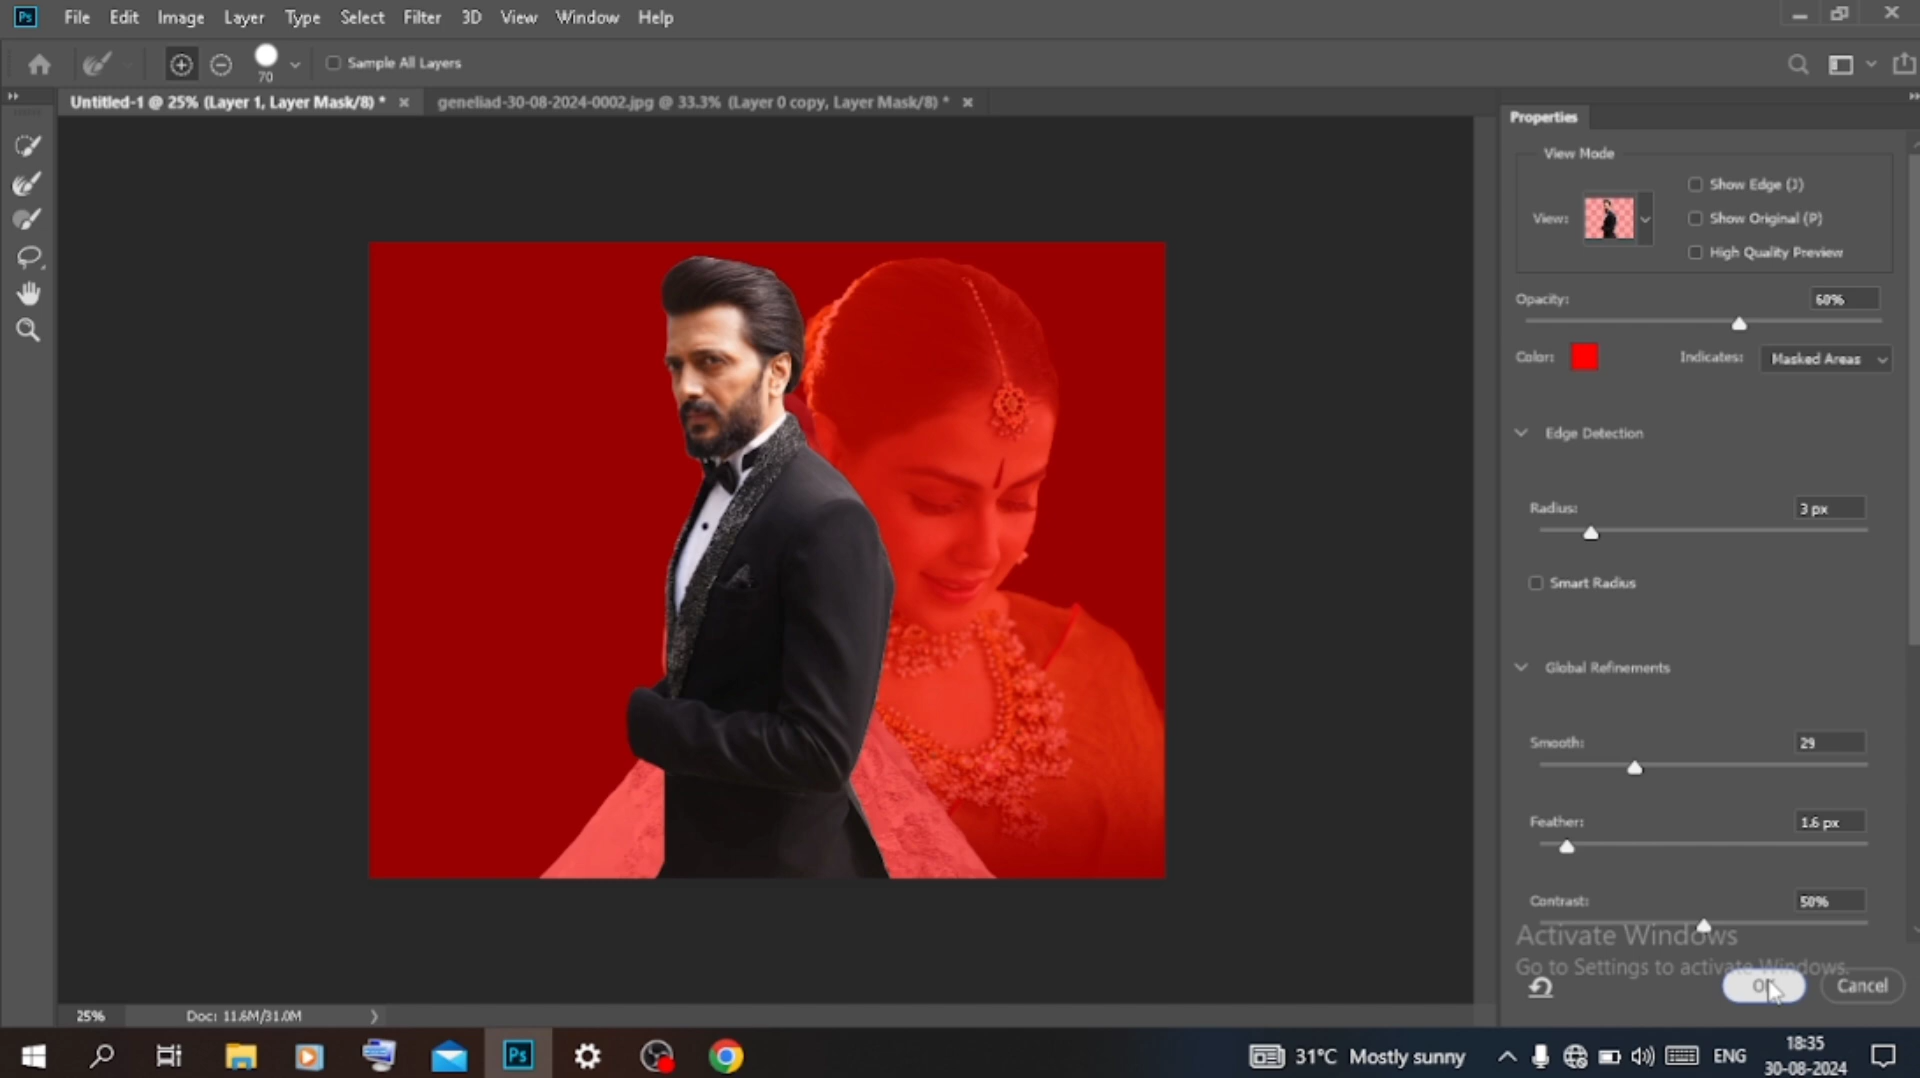 Ps File Edit Image Layer Type Select Filter 3D View Window Help
70 Sample All Layers
Untitled-1 @ 25% (Layer 1, Layer Mask/8) * × geneliad-30-08-2024-0002.jpg @ 33.3% (Layer 0 copy, Layer Mask/8) * ×
Properties
View Mode
Show Edge (J)
View: Show Original (P)
High Quality Preview
Opacity: 60%
Color: Indicates: Masked Areas
Edge Detection
Radius: 3 px
Smart Radius
Global Refinements
Smooth: 29
Feather: 1.6 px
Contrast: 50%
Activate Windows
Go to Settings to activate Windows.
OK Cancel
25% Doc: 11.6M/31.0M
Ps 31°C Mostly sunny ENG 18:35
30-08-2024